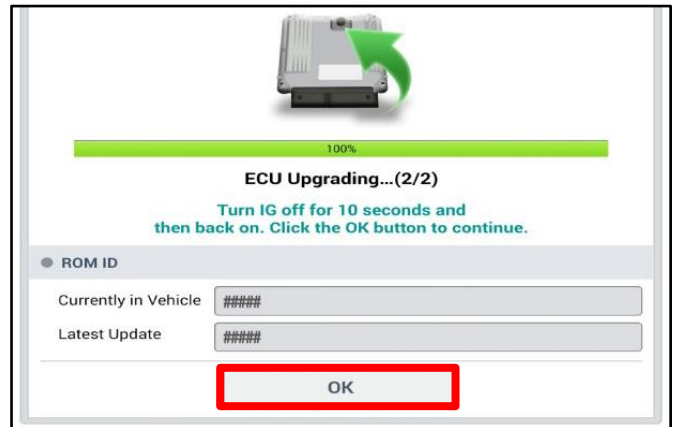 100%
ECU Upgrading...(2/2)
Turn IG off for 10 seconds and
then back on. Click the OK button to continue.
ROM ID
Currently in Vehicle #####
Latest Update #####
OK